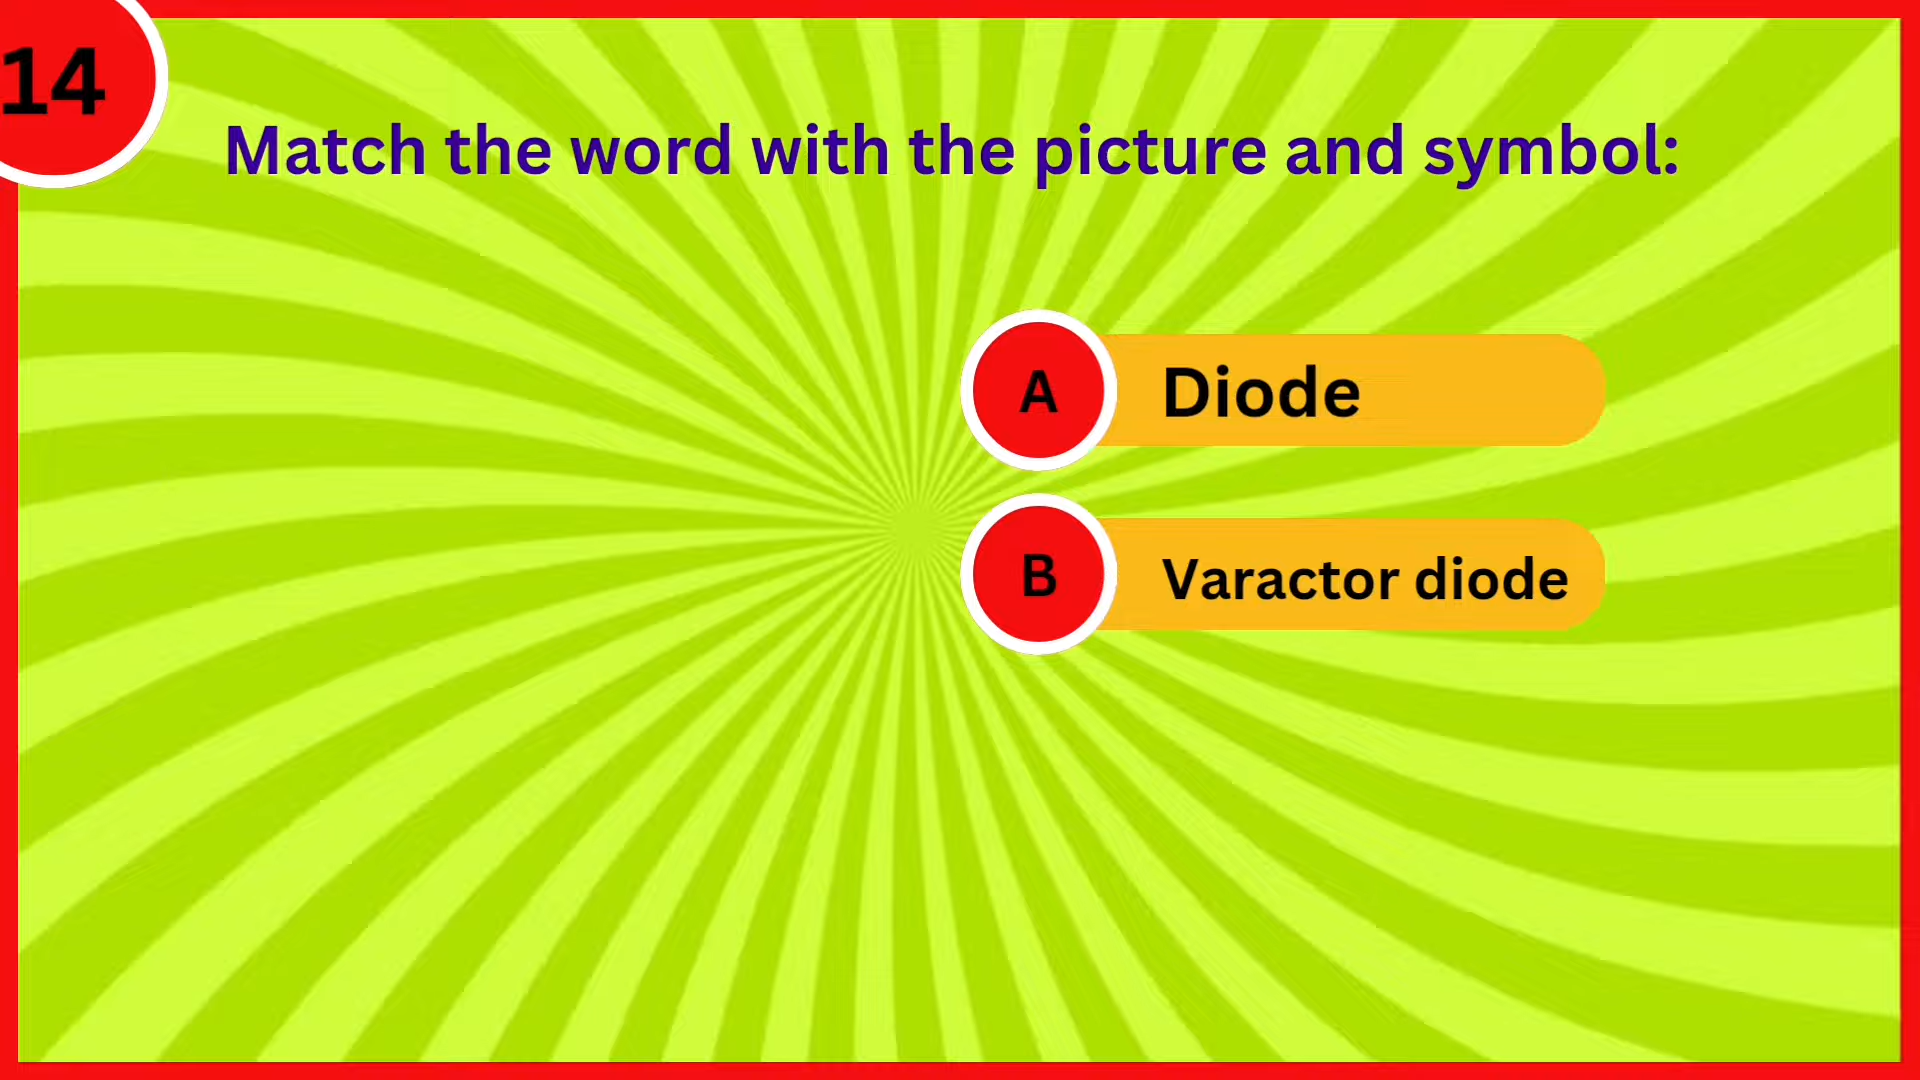 14
Match the word with the picture and symbol:
A Diode
B Varactor diode